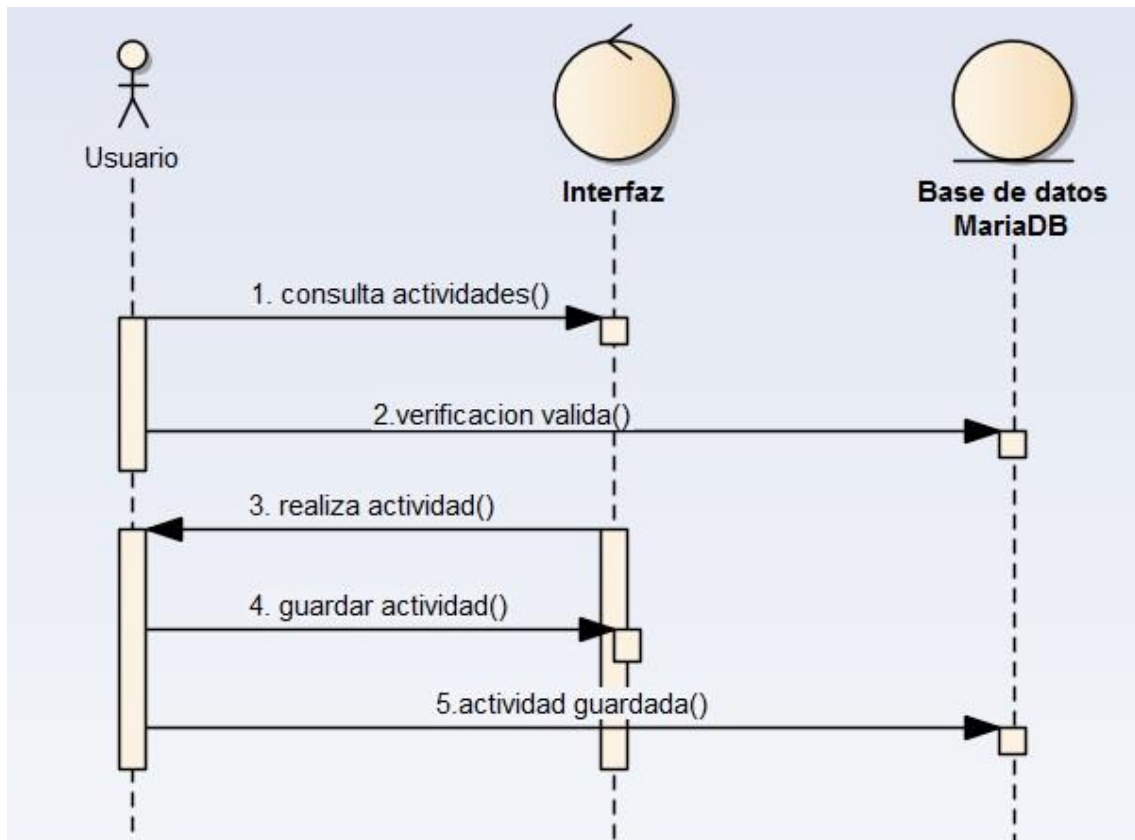 Usuario
Interfaz
Base de datos
MariaDB
1. consulta actividades()
2.verificacion valida()
3. realiza actividad()
4. guardar actividad()
5.actividad guardada()